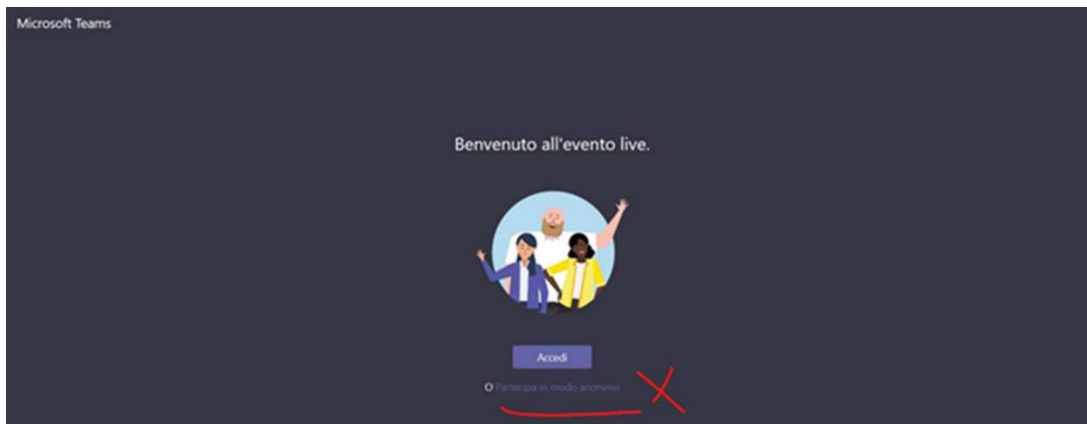 Microsoft Teams
Benvenuto all'evento live.
Accedi
O Partecipa in modo anonimo